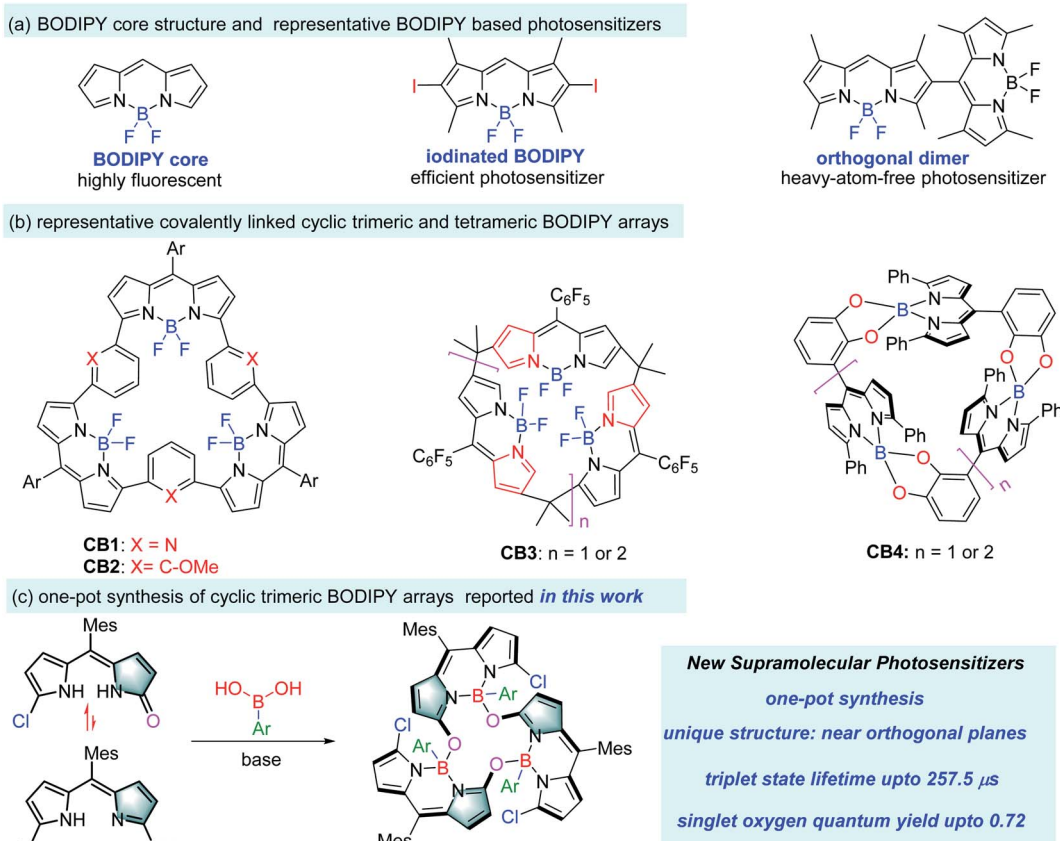 (a) BODIPY core structure and representative BODIPY based photosensitizers
N
N
B
F
F
BODIPY core
highly fluorescent
I
I
N
N
B
F
F
iodinated BODIPY
efficient photosensitizer
N
N
B
F
F
N
N
B
F
F
orthogonal dimer
heavy-atom-free photosensitizer
(b) representative covalently linked cyclic trimeric and tetrameric BODIPY arrays
Ar
N
N
B
F
F
X
N
N
B
F
F
N
N
B
F
F
Ar
Ar
X
CB1: X = N
CB2: X= C-OMe
C6F5
N
N
B
F
F
F
N
B
F
N
F
N
B
F
N
C6F5
C6F5
n
CB3: n = 1 or 2
Ph
O
B
N
N
O
Ph
O
O
B
Ph
N
N
Ph
N
N
Ph
B
Ph
O
O
n
CB4: n = 1 or 2
(c) one-pot synthesis of cyclic trimeric BODIPY arrays reported in this work
Mes
NH
HN
Cl
O
Mes
NH
N
HO
OH
B
Ar
base
Mes
N
N
Cl
B
Ar
O
Cl
O
Ar
B
N
N
O
N
B
N
Ar
Mes
Cl
Mes
New Supramolecular Photosensitizers
one-pot synthesis
unique structure: near orthogonal planes
triplet state lifetime upto 257.5 μs
singlet oxygen quantum yield upto 0.72